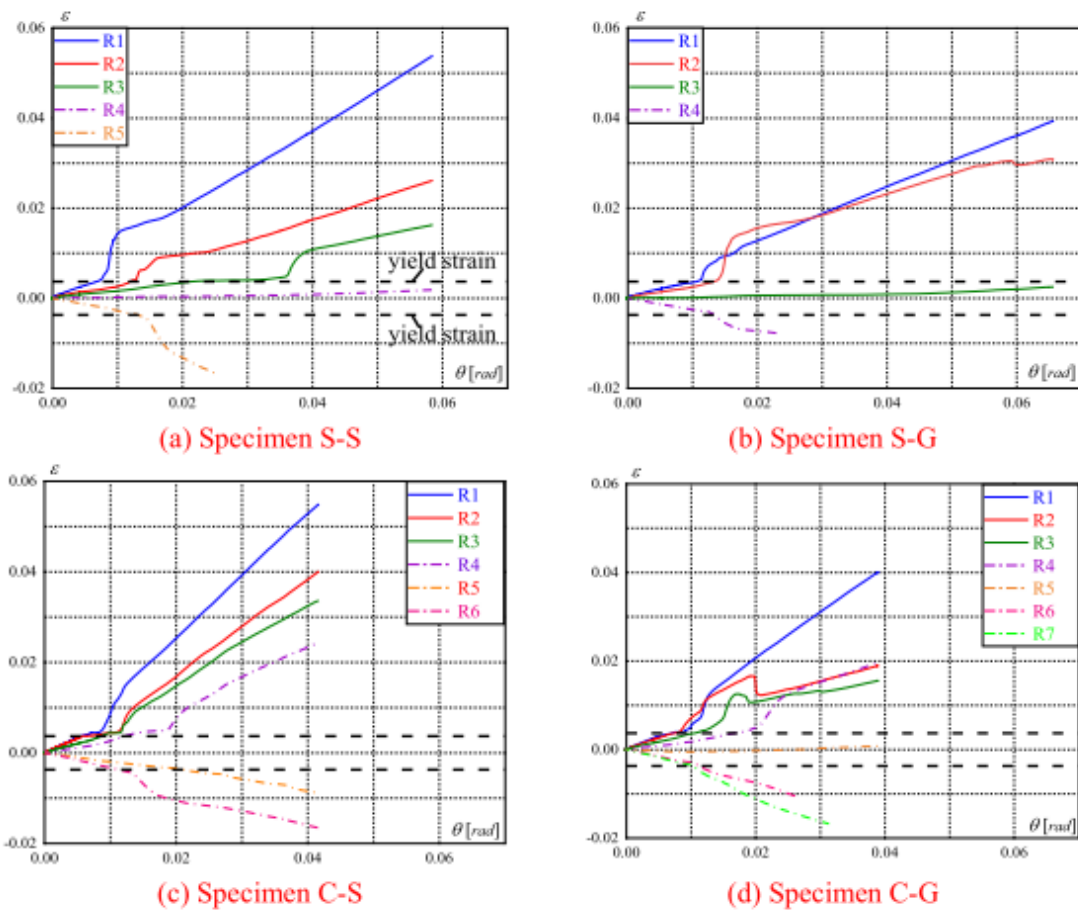 ε
0.06
0.04
0.02
0.00
-0.02
R1
R2
R3
R4
R5
yield strain
yield strain
θ [rad]
0.00 0.02 0.04 0.06
(a) Specimen S-S
ε
0.06
0.04
0.02
0.00
-0.02
R1
R2
R3
R4
θ [rad]
0.00 0.02 0.04 0.06
(b) Specimen S-G
ε
0.06
0.04
0.02
0.00
-0.02
R1
R2
R3
R4
R5
R6
θ [rad]
0.00 0.02 0.04 0.06
(c) Specimen C-S
ε
0.06
0.04
0.02
0.00
-0.02
R1
R2
R3
R4
R5
R6
R7
θ [rad]
0.00 0.02 0.04 0.06
(d) Specimen C-G